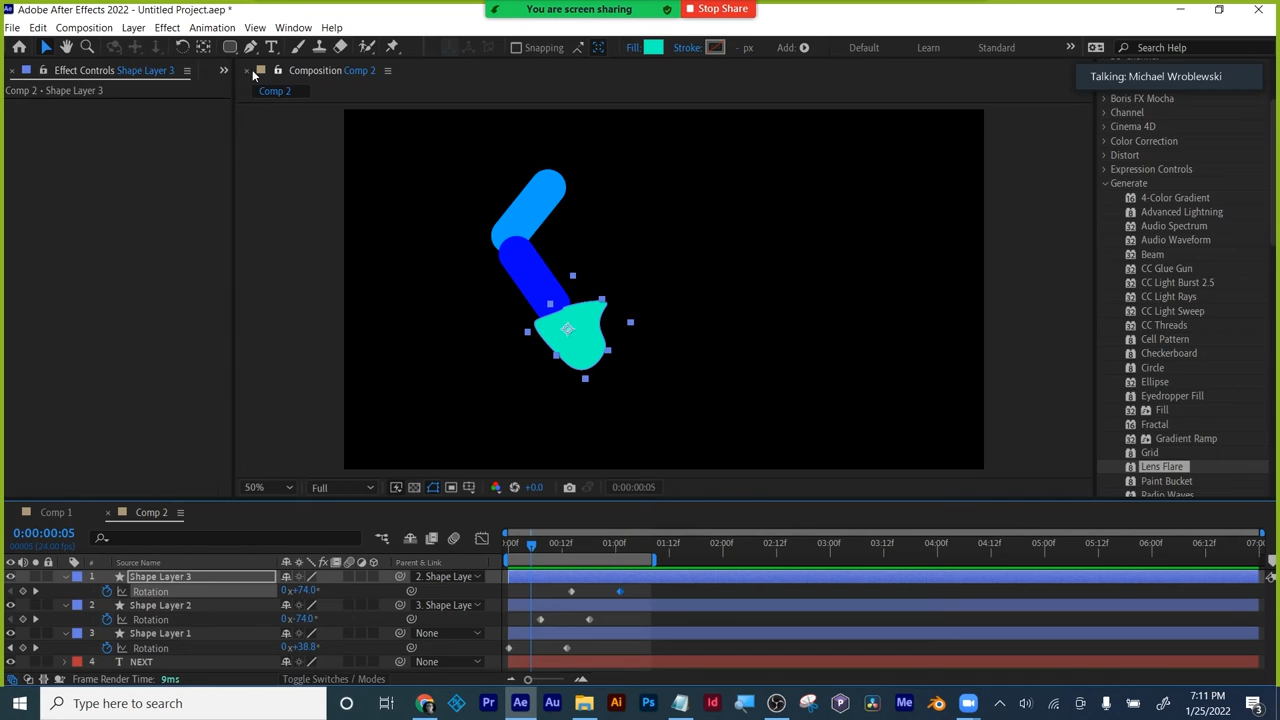 Adobe After Effects 2022 - Untitled Project.aep *
You are screen sharing
Stop Share
File Edit Composition Layer Effect Animation View Window Help
Snapping
Fill:
Stroke:
- px
Add:
Default
Learn
Standard
Search Help
Effect Controls Shape Layer 3
Comp 2 • Shape Layer 3
Composition Comp 2
Comp 2
Talking: Michael Wroblewski
Boris FX Mocha
Channel
Cinema 4D
Color Correction
Distort
Expression Controls
Generate
4-Color Gradient
Advanced Lightning
Audio Spectrum
Audio Waveform
Beam
CC Glue Gun
CC Light Burst 2.5
CC Light Rays
CC Light Sweep
CC Threads
Cell Pattern
Checkerboard
Circle
Ellipse
Eyedropper Fill
Fill
Fractal
Gradient Ramp
Grid
Lens Flare
Paint Bucket
Radio Waves
50%
Full
+0.0
0:00:00:05
Comp 1
Comp 2
0:00:00:05
00005 (24.00 fps)
:00f 00:12f 01:00f 01:12f 02:00f 02:12f 03:00f 03:12f 04:00f 04:12f 05:00f 05:12f 06:00f 06:12f 07:0
# Source Name Parent & Link
1 Shape Layer 3 2. Shape Laye
Rotation 0x+74.0°
2 Shape Layer 2 3. Shape Laye
Rotation 0x-74.0°
3 Shape Layer 1 None
Rotation 0x+38.8°
4 T NEXT None
Frame Render Time: 9ms
Toggle Switches / Modes
Type here to search
7:11 PM
1/25/2022